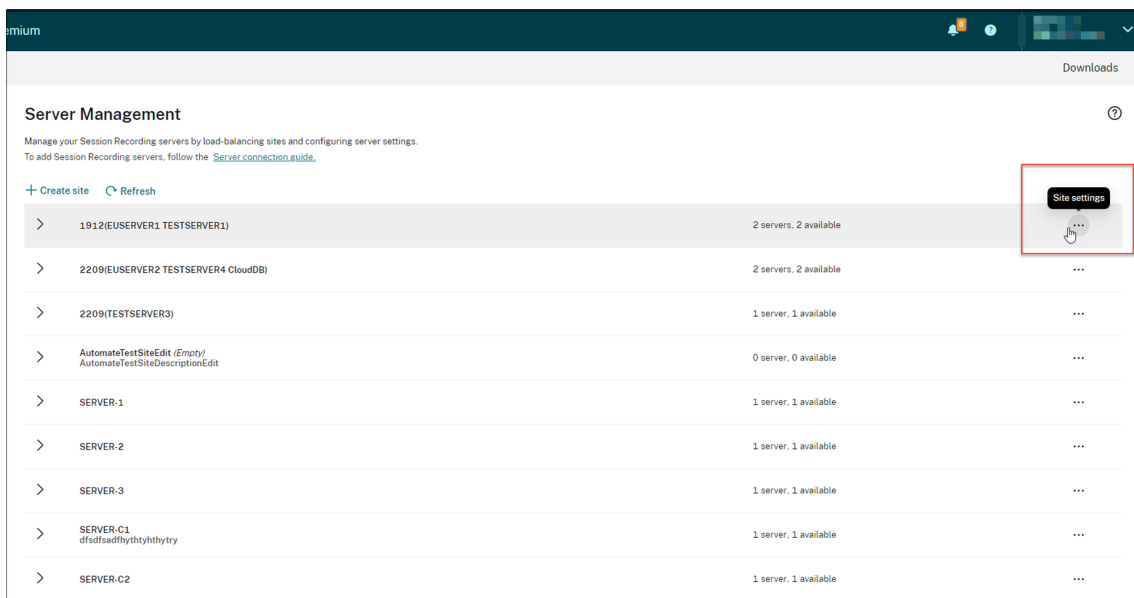 emium
8
?
Downloads
Server Management
?
Manage your Session Recording servers by load-balancing sites and configuring server settings.
To add Session Recording servers, follow the Server connection guide.
+ Create site Refresh
Site settings
1912(EUSERVER1 TESTSERVER1) 2 servers, 2 available ...
2209(EUSERVER2 TESTSERVER4 CloudDB) 2 servers, 2 available ...
2209(TESTSERVER3) 1 server, 1 available ...
AutomateTestSiteEdit (Empty)
AutomateTestSiteDescriptionEdit
0 server, 0 available ...
SERVER-1 1 server, 1 available ...
SERVER-2 1 server, 1 available ...
SERVER-3 1 server, 1 available ...
SERVER-C1
dfsdfsadfhythtyhthytry
1 server, 1 available ...
SERVER-C2 1 server, 1 available ...